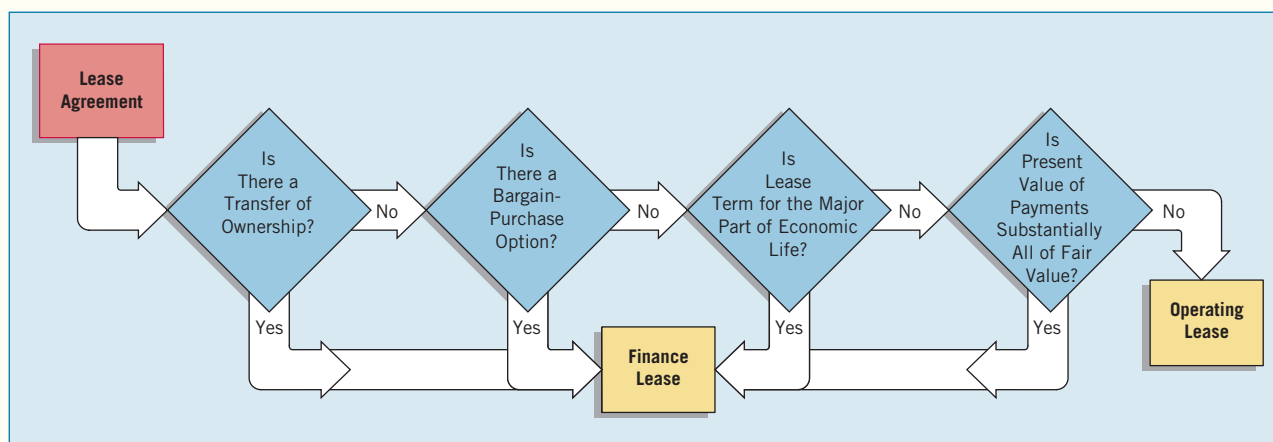 Lease
Agreement
Is
There a
Transfer of
Ownership?
No
Is
There a
Bargain-
Purchase
Option?
No
Is
Lease
Term for the Major
Part of Economic
Life?
No
Is
Present
Value of
Payments
Substantially
All of Fair
Value?
No
Operating
Lease
Yes
Yes
Finance
Lease
Yes
Yes